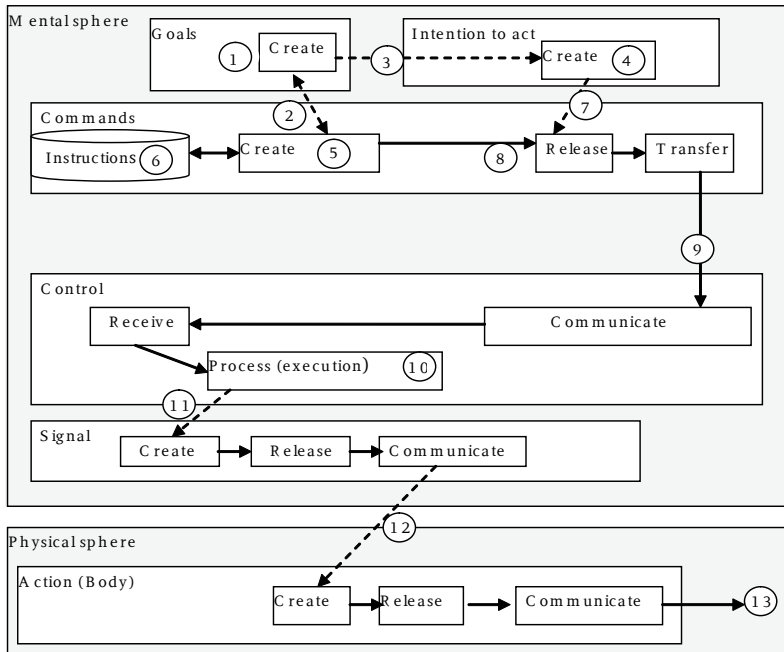 Mental sphere
Goals
Intention to act
Create
1
3
Create
4
2
7
Commands
Instructions 6
Create 5
8
Release
Transfer
9
Control
Receive
Communicate
Process (execution) 10
11
Signal
Create
Release
Communicate
12
Physical sphere
Action (Body)
Create
Release
Communicate
13